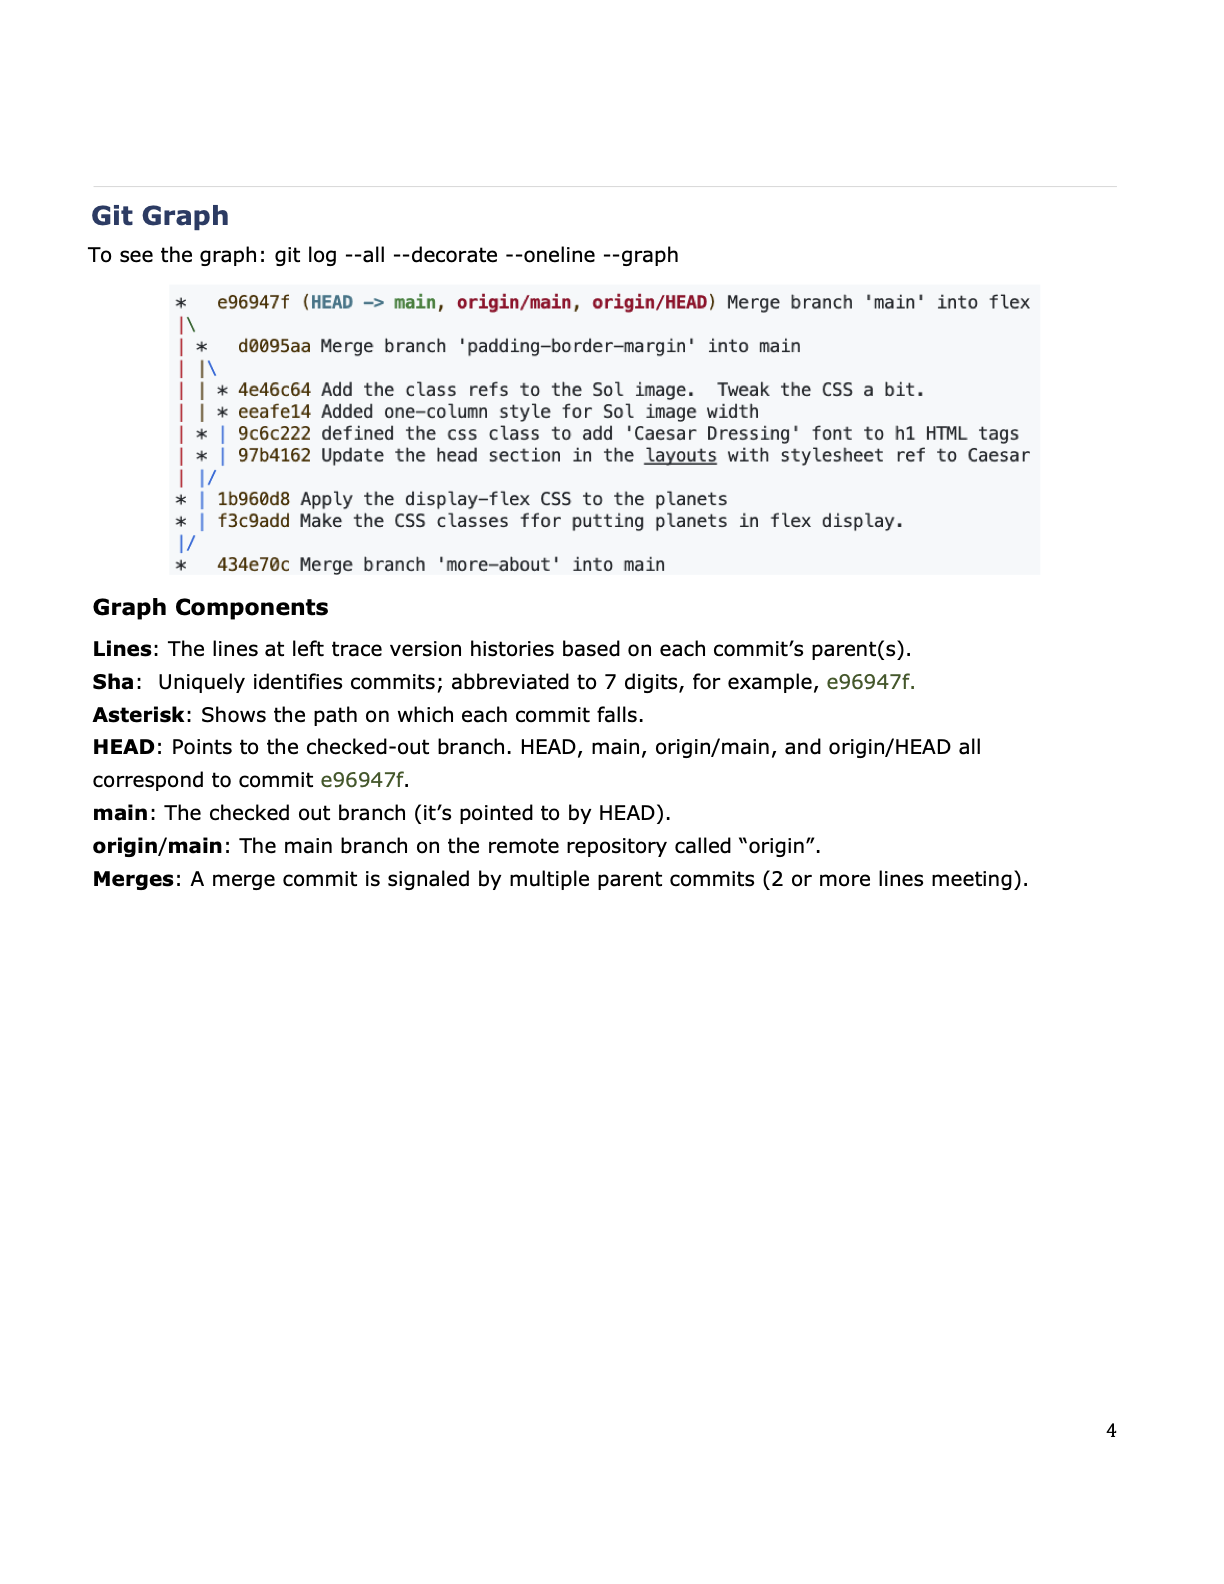 Git Graph
To see the graph: git log --all --decorate --oneline --graph
*   e96947f (HEAD -> main, origin/main, origin/HEAD) Merge branch 'main' into flex
|\
| *   d0095aa Merge branch 'padding-border-margin' into main
| |\
| | * 4e46c64 Add the class refs to the Sol image.  Tweak the CSS a bit.
| | * eeafe14 Added one-column style for Sol image width
| * | 9c6c222 defined the css class to add 'Caesar Dressing' font to h1 HTML tags
| * | 97b4162 Update the head section in the layouts with stylesheet ref to Caesar
| |/
* | 1b960d8 Apply the display-flex CSS to the planets
* | f3c9add Make the CSS classes ffor putting planets in flex display.
|/
*   434e70c Merge branch 'more-about' into main
Graph Components
Lines: The lines at left trace version histories based on each commit’s parent(s).
Sha:  Uniquely identifies commits; abbreviated to 7 digits, for example, e96947f.
Asterisk: Shows the path on which each commit falls.
HEAD: Points to the checked-out branch. HEAD, main, origin/main, and origin/HEAD all
correspond to commit e96947f.
main: The checked out branch (it’s pointed to by HEAD).
origin/main: The main branch on the remote repository called “origin”.
Merges: A merge commit is signaled by multiple parent commits (2 or more lines meeting).
4